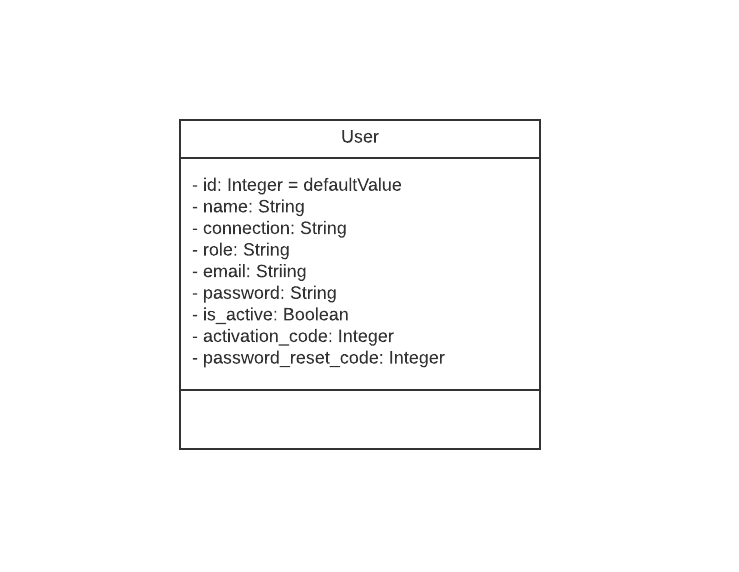 User
- id: Integer = defaultValue
- name: String
- connection: String
- role: String
- email: Striing
- password: String
- is_active: Boolean
- activation_code: Integer
- password_reset_code: Integer